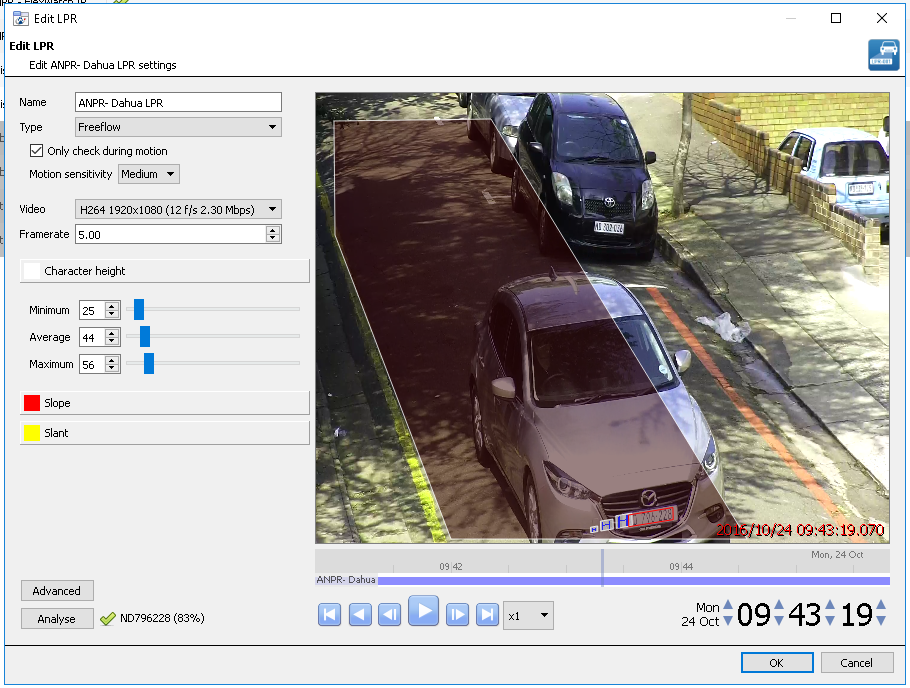 Edit LPR
Edit LPR
Edit ANPR- Dahua LPR settings
Name ANPR- Dahua LPR
Type Freeflow
Only check during motion
Motion sensitivity Medium
Video H264 1920x1080 (12 f/s 2.30 Mbps)
Framerate 5.00
Character height
Minimum 25
Average 44
Maximum 56
Slope
Slant
H H H
2016/10/24 09:43:19.070
Mon, 24 Oct
09:42 09:44
ANPR- Dahua
Advanced
Analyse ND796228 (83%)
x1
Mon
24 Oct
09 43 19
OK Cancel